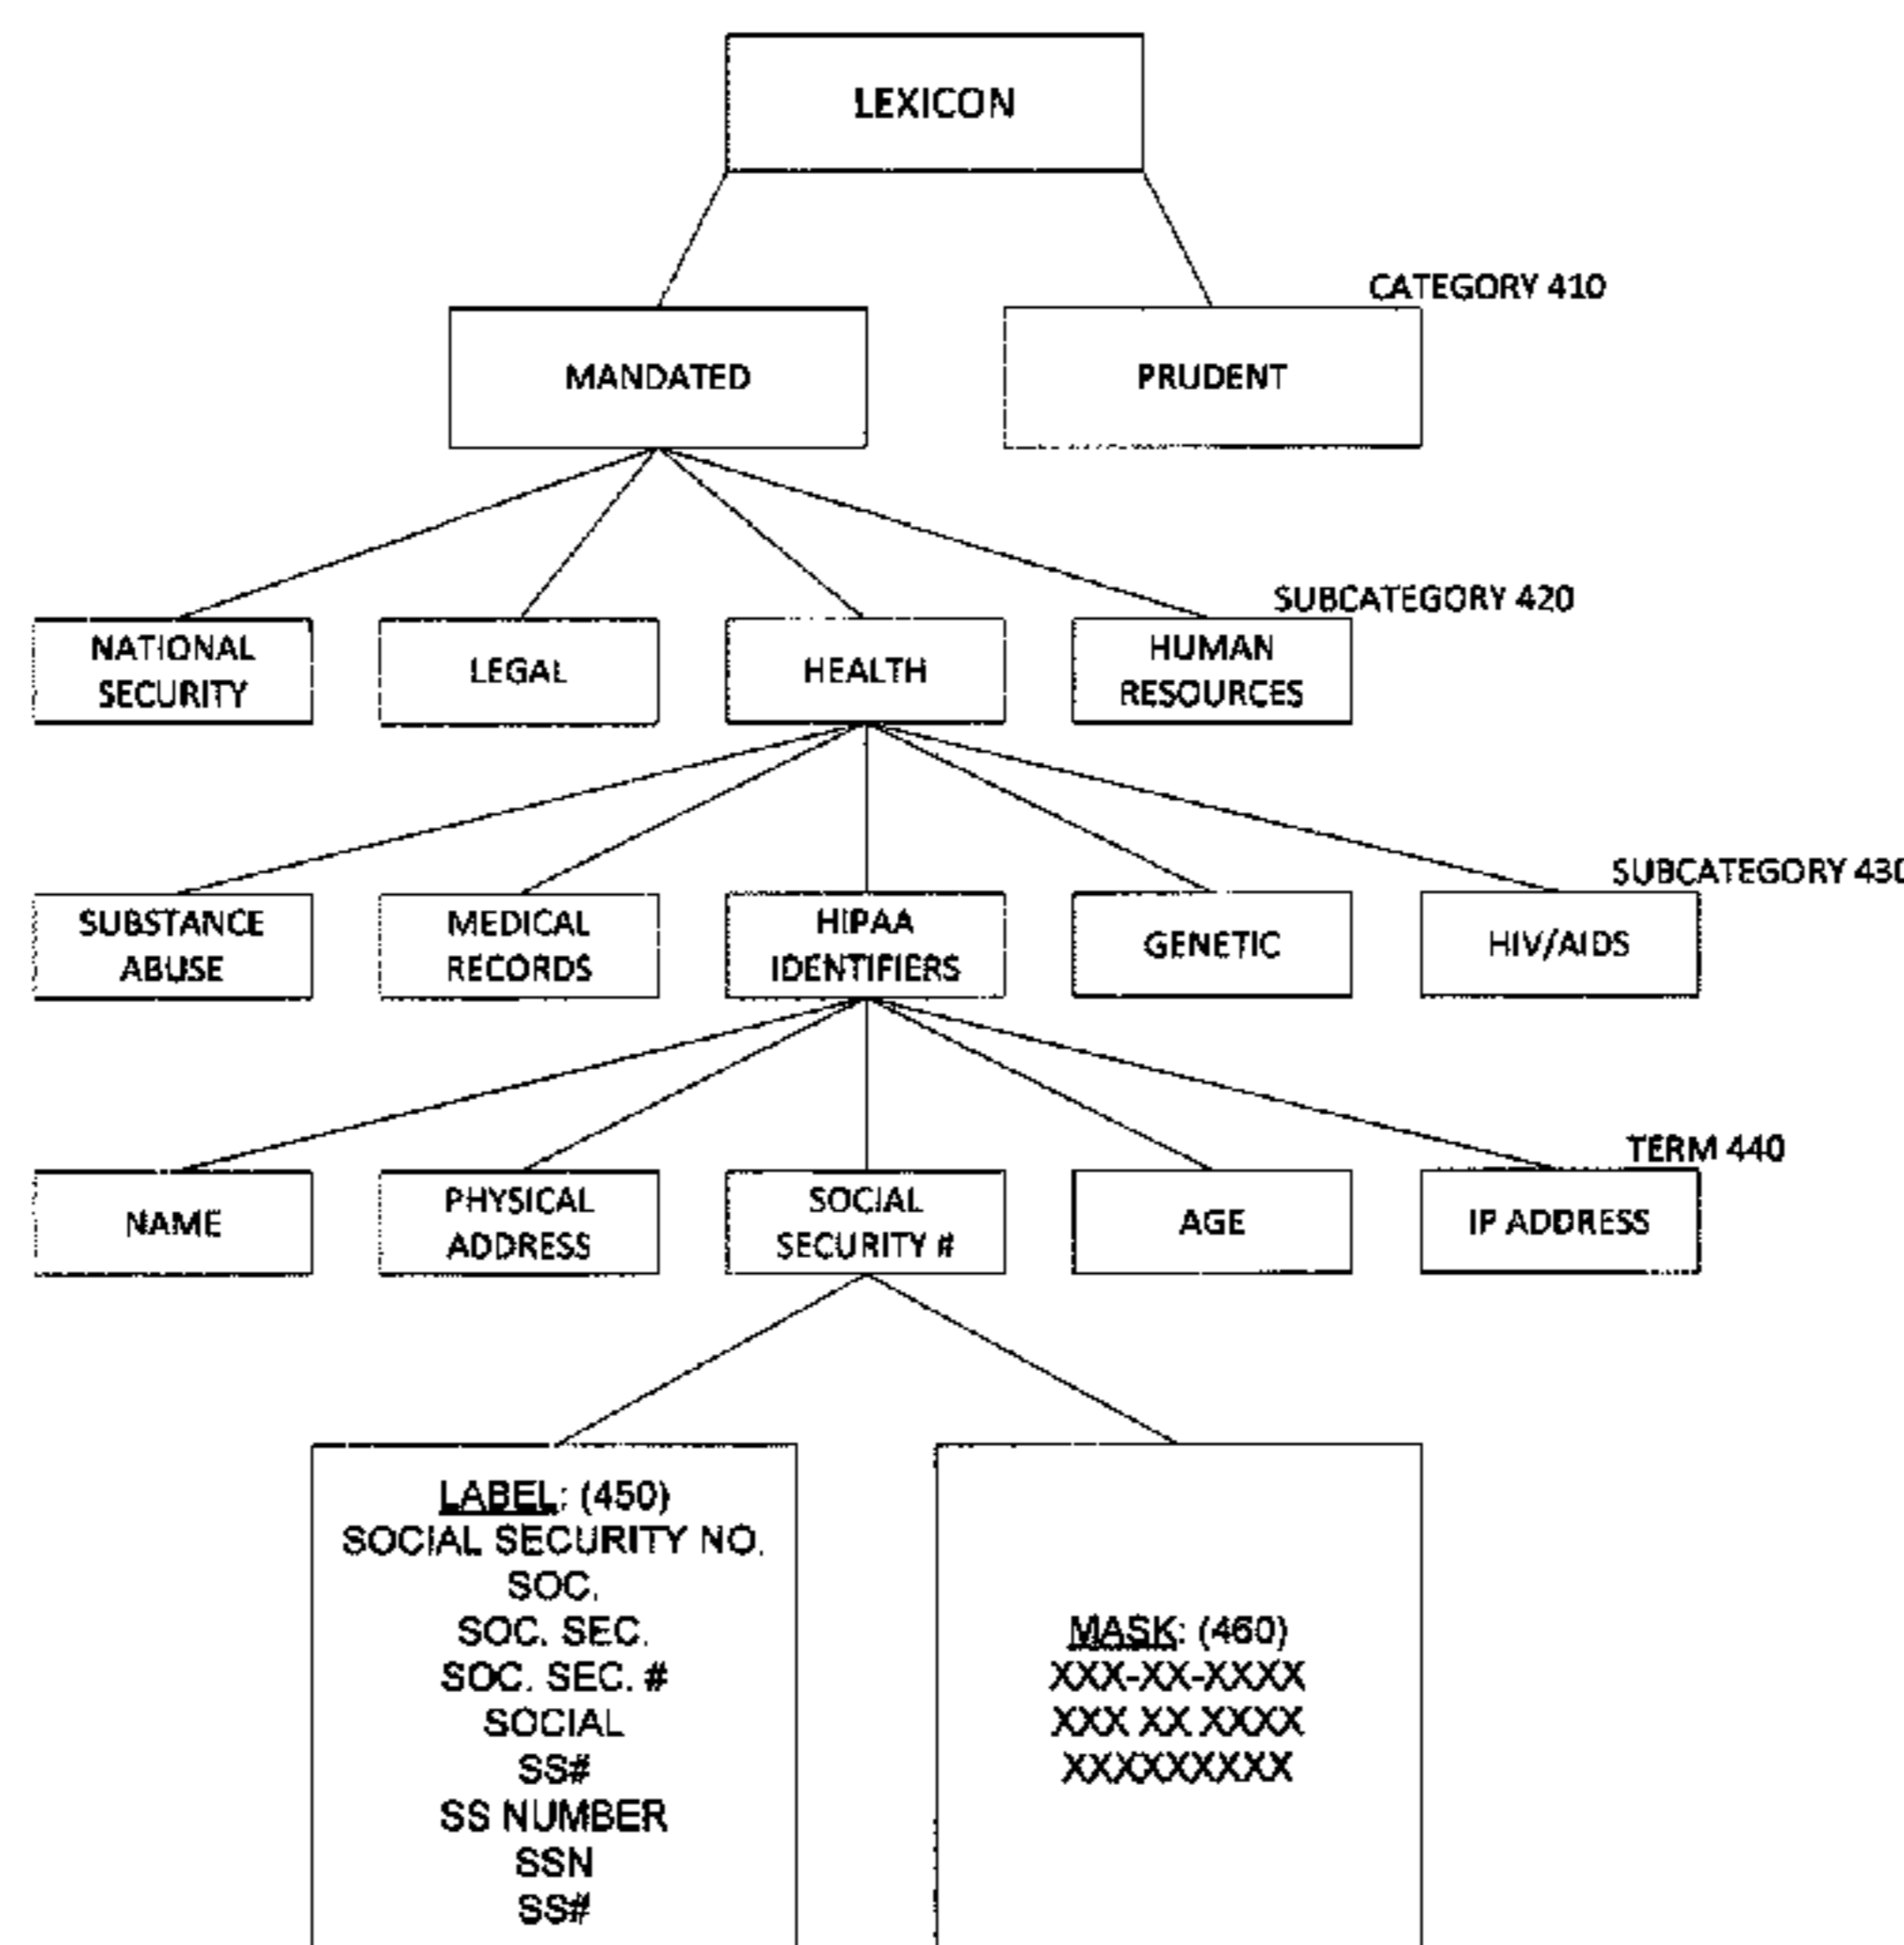 LEXICON
CATEGORY 410
MANDATED
PRUDENT
SUBCATEGORY 420
NATIONAL
SECURITY
LEGAL
HEALTH
HUMAN
RESOURCES
SUBCATEGORY 430
SUBSTANCE
ABUSE
MEDICAL
RECORDS
HIPAA
IDENTIFIERS
GENETIC
HIV/AIDS
TERM 440
NAME
PHYSICAL
ADDRESS
SOCIAL
SECURITY #
AGE
IP ADDRESS
LABEL: (450)
SOCIAL SECURITY NO.
SOC.
SOC. SEC.
SOC. SEC. #
SOCIAL
SS#
SS NUMBER
SSN
SS#
MASK: (460)
XXX-XX-XXXX
XXX XX XXXX
XXXXXXXXX